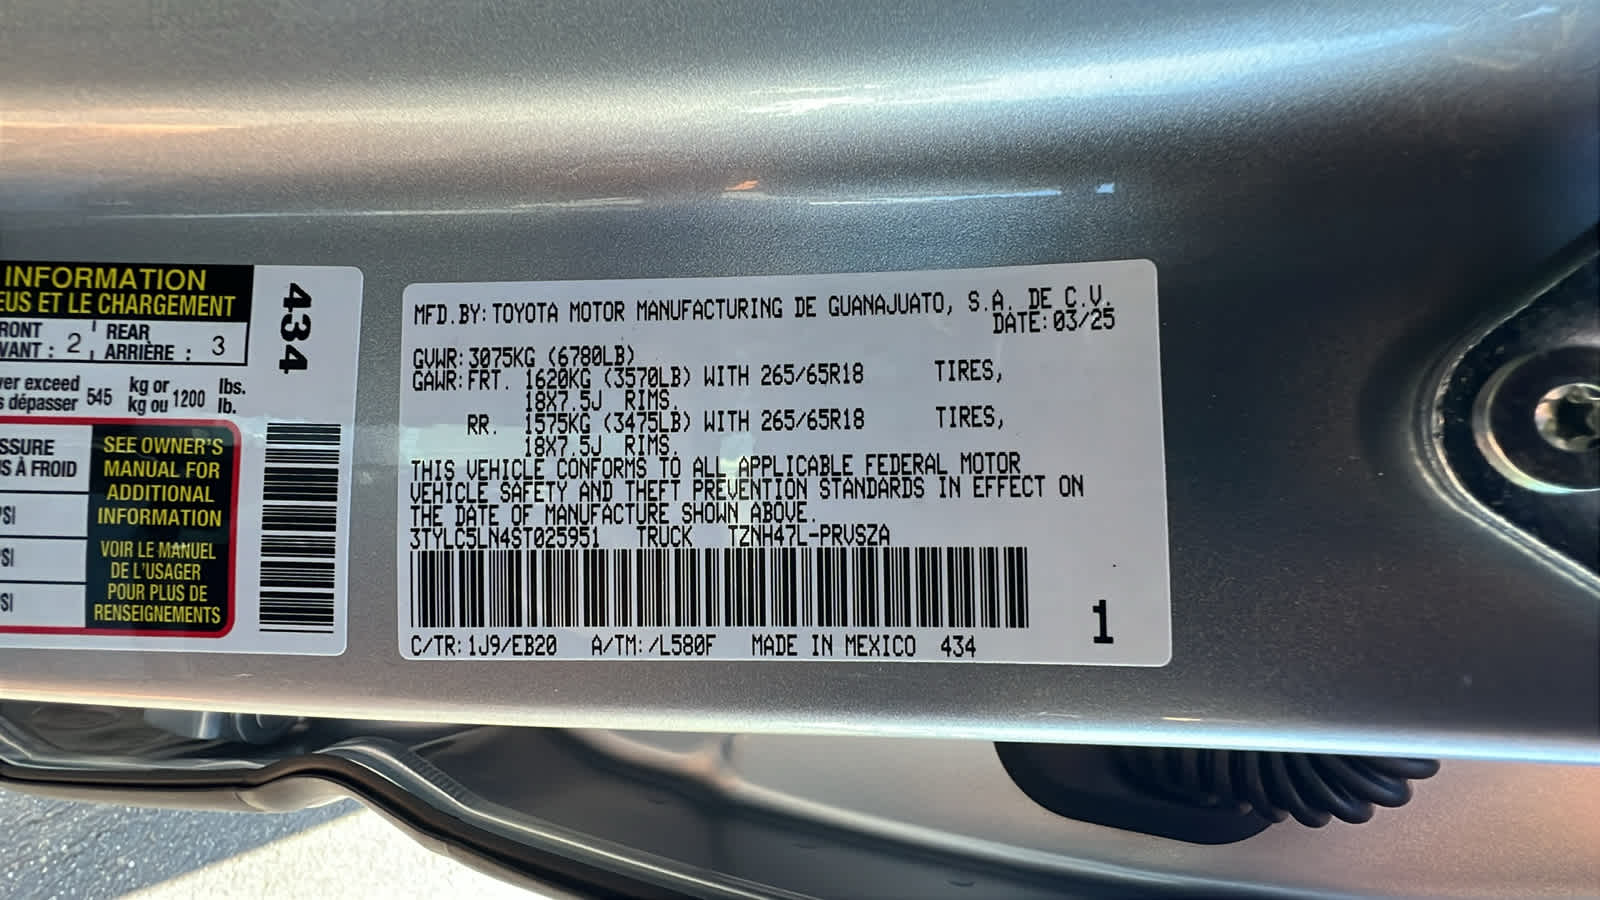 INFORMATION
EUS ET LE CHARGEMENT
RONT 2 REAR 3
VANT : ARRIÈRE :
ver exceed 545 kg or 1200 lbs.
s dépasser kg ou lb.
SSURE
US À FROID
PSI
PSI
PSI
SEE OWNER'S
MANUAL FOR
ADDITIONAL
INFORMATION
VOIR LE MANUEL
DE L'USAGER
POUR PLUS DE
RENSEIGNEMENTS
434
MFD.BY:TOYOTA MOTOR MANUFACTURING DE GUANAJUATO, S.A. DE C.V.
DATE:03/25
GVWR:3075KG (6780LB)
GAWR:FRT. 1620KG (3570LB) WITH 265/65R18 TIRES,
18X7.5J RIMS.
RR. 1575KG (3475LB) WITH 265/65R18 TIRES,
18X7.5J RIMS.
THIS VEHICLE CONFORMS TO ALL APPLICABLE FEDERAL MOTOR
VEHICLE SAFETY AND THEFT PREVENTION STANDARDS IN EFFECT ON
THE DATE OF MANUFACTURE SHOWN ABOVE.
3TYLC5LN4ST025951 TRUCK TZNH47L-PRVSZA
C/TR:1J9/EB20 A/TM:/L580F MADE IN MEXICO 434
1